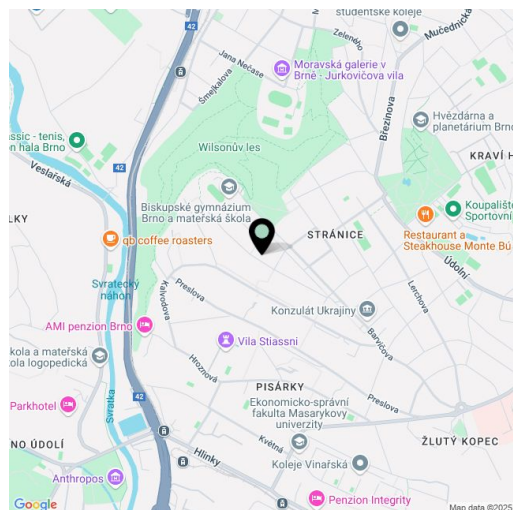 studentské koleje
Mučednická
Zeleného
42
Jana Nečase
Moravská galerie v
Brně - Jurkovičova vila
Šmejkalova
Březinova
Hvězdárna a
planetárium Brno
assic - tenis,
on hala Brno
Wilsonův les
42
KRAVÍ H
Veslařská
Biskupské gymnázium
Brno a mateřská škola
Koupaliště
Sportovní
LKY
STRÁNICE
Restaurant a
Steakhouse Monte Bú
qb coffee roasters
Údolní
Svratecký
náhon
Kalvodova
Preslova
Lerchova
Konzulát Ukrajiny
AMI penzion Brno
Barvičova
Vila Stiassni
kola a mateřská
kola logopedická
Hroznová
PISÁRKY
42
Preslova
Parkhotel
Svratka
Ekonomicko-správní
fakulta Masarykovy
univerzity
NO ÚDOLÍ
Hlinky
Květná
ŽLUTÝ KOPEC
Anthropos
Koleje Vinařská
Penzion Integrity
Google
Map data ©2025